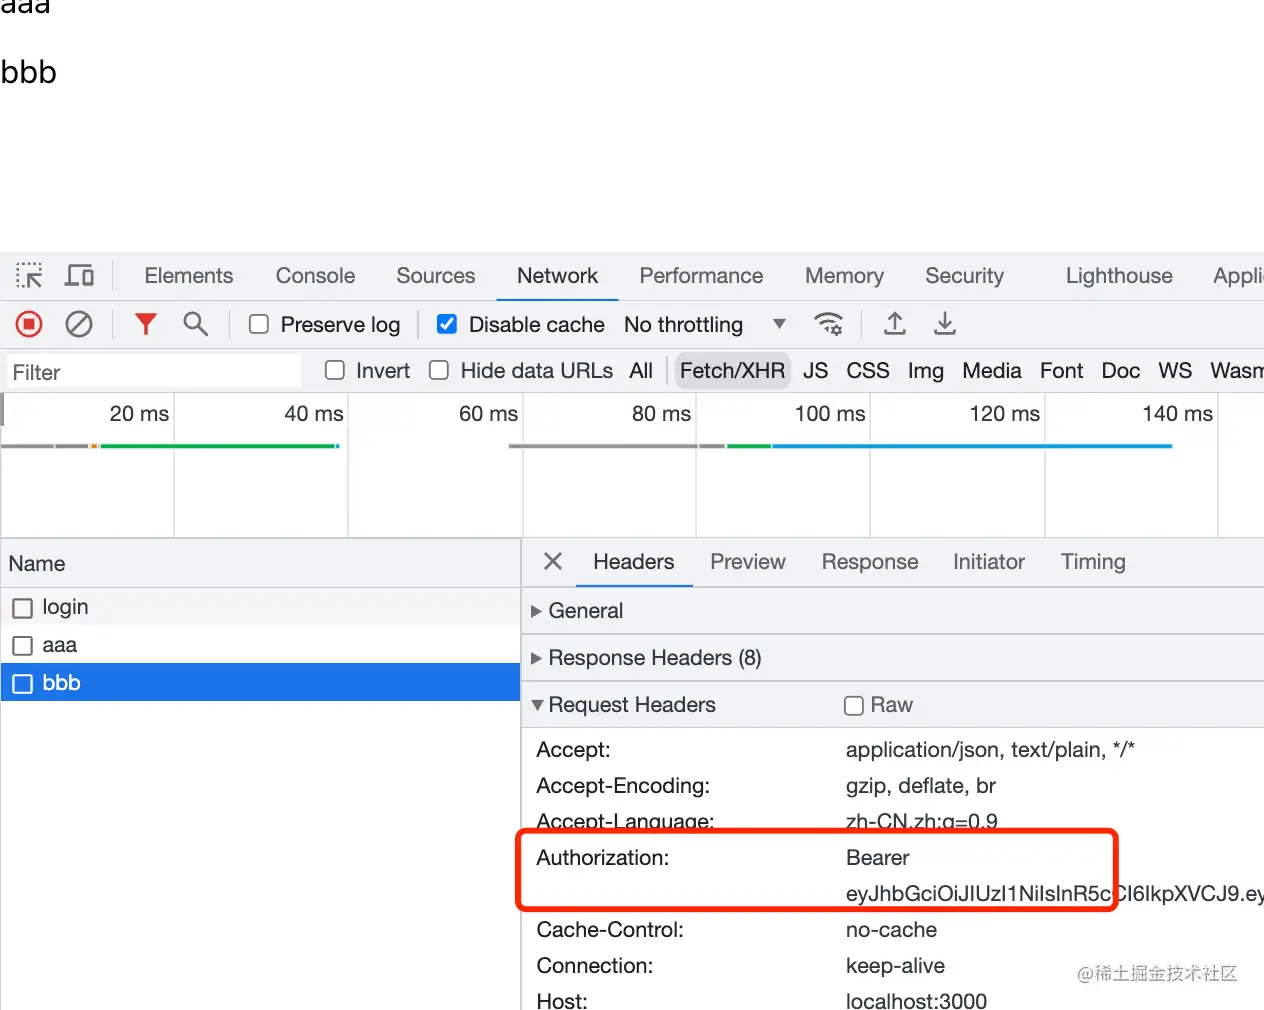 aaa
bbb
Elements Console Sources Network Performance Memory Security Lighthouse Appli
Preserve log Disable cache No throttling
Filter Invert Hide data URLs All Fetch/XHR JS CSS Img Media Font Doc WS Wasm
20 ms 40 ms 60 ms 80 ms 100 ms 120 ms 140 ms
Name
login
aaa
bbb
Headers Preview Response Initiator Timing
General
Response Headers (8)
Request Headers Raw
Accept: application/json, text/plain, */*
Accept-Encoding: gzip, deflate, br
Accept-Language: zh-CN,zh;q=0.9
Authorization: Bearer
eyJhbGciOiJIUzI1NiIsInR5cCI6IkpXVCJ9.ey
Cache-Control: no-cache
Connection: keep-alive
Host: localhost:3000
@稀土掘金技术社区